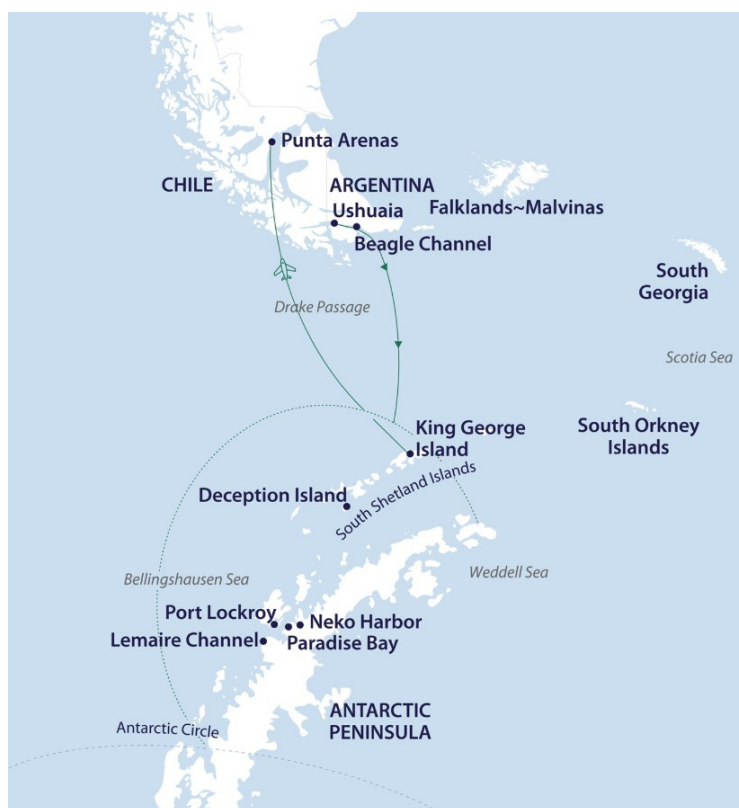 Punta Arenas
CHILE
ARGENTINA
Ushuaia
Falklands~Malvinas
Beagle Channel
South
Georgia
Drake Passage
Scotia Sea
King George
Island
South Orkney
Islands
Deception Island
South Shetland Islands
Weddell Sea
Bellingshausen Sea
Port Lockroy
Neko Harbor
Lemaire Channel
Paradise Bay
ANTARCTIC
PENINSULA
Antarctic Circle